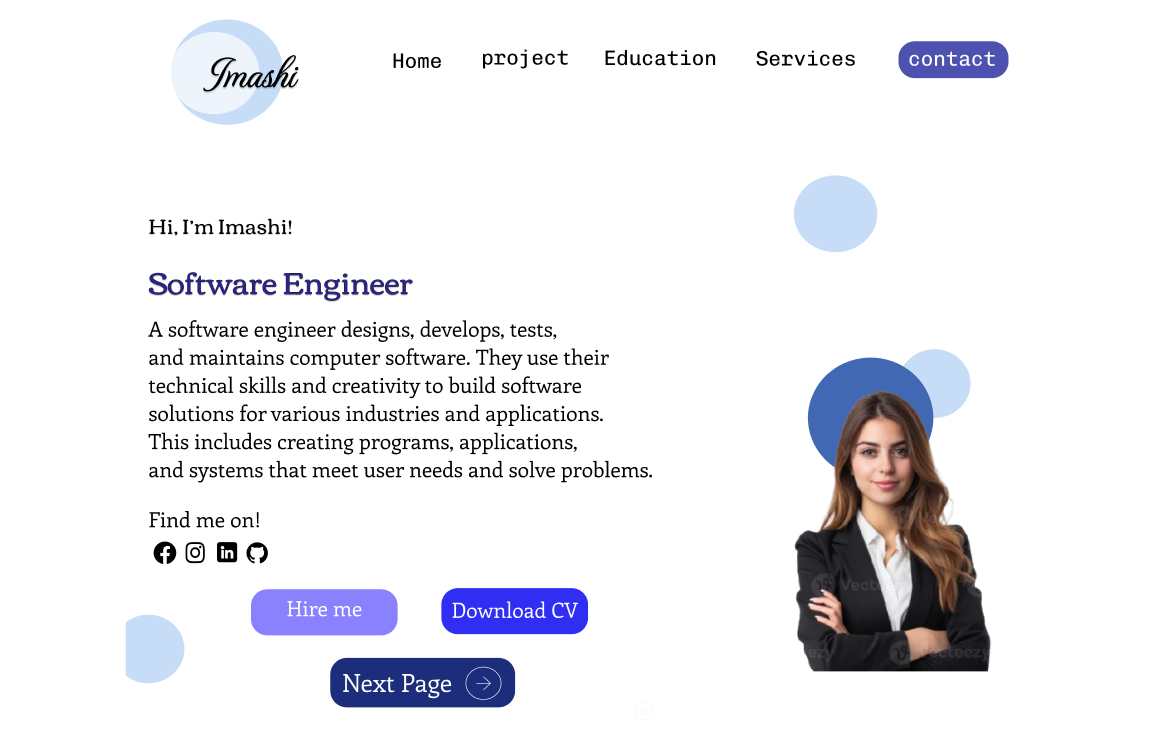 Imashi
Home project Education Services contact
Hi, I'm Imashi!
Software Engineer
A software engineer designs, develops, tests,
and maintains computer software. They use their
technical skills and creativity to build software
solutions for various industries and applications.
This includes creating programs, applications,
and systems that meet user needs and solve problems.
Find me on!
Hire me Download CV
Next Page
Vecteezy